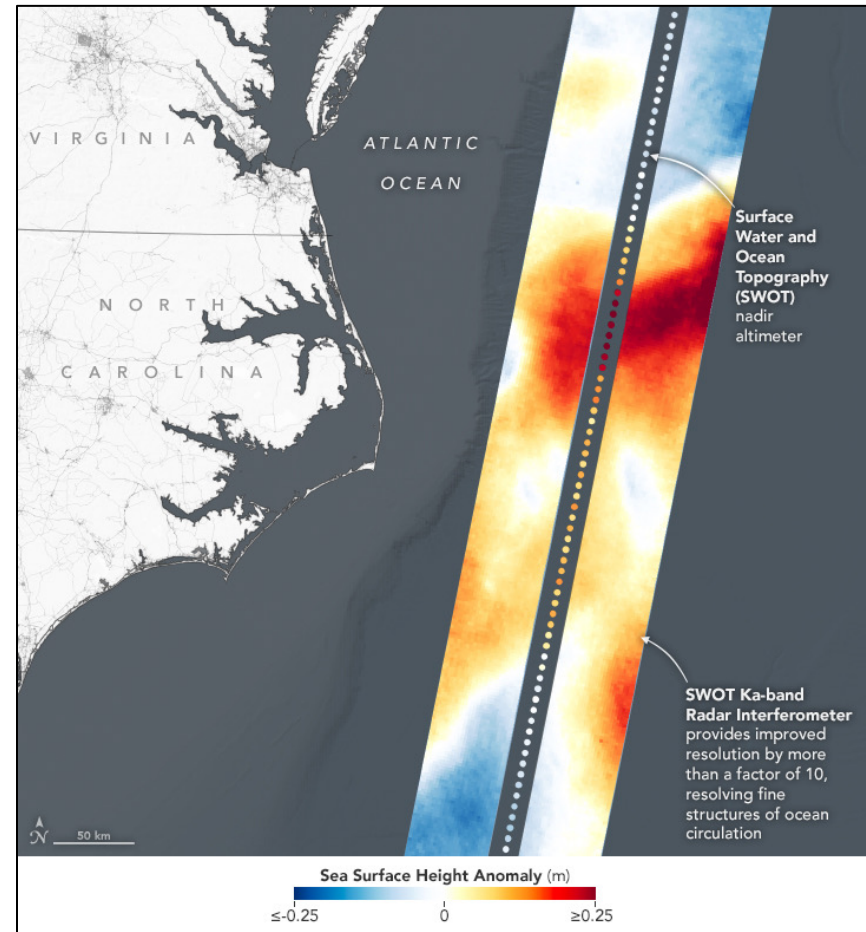 VIRGINIA
ATLANTIC
OCEAN
NORTH
CAROLINA
Surface
Water and
Ocean
Topography
(SWOT)
nadir
altimeter
SWOT Ka-band
Radar Interferometer
provides improved
resolution by more
than a factor of 10,
resolving fine
structures of ocean
circulation
N
50 km
Sea Surface Height Anomaly (m)
≤-0.25 0 ≥0.25